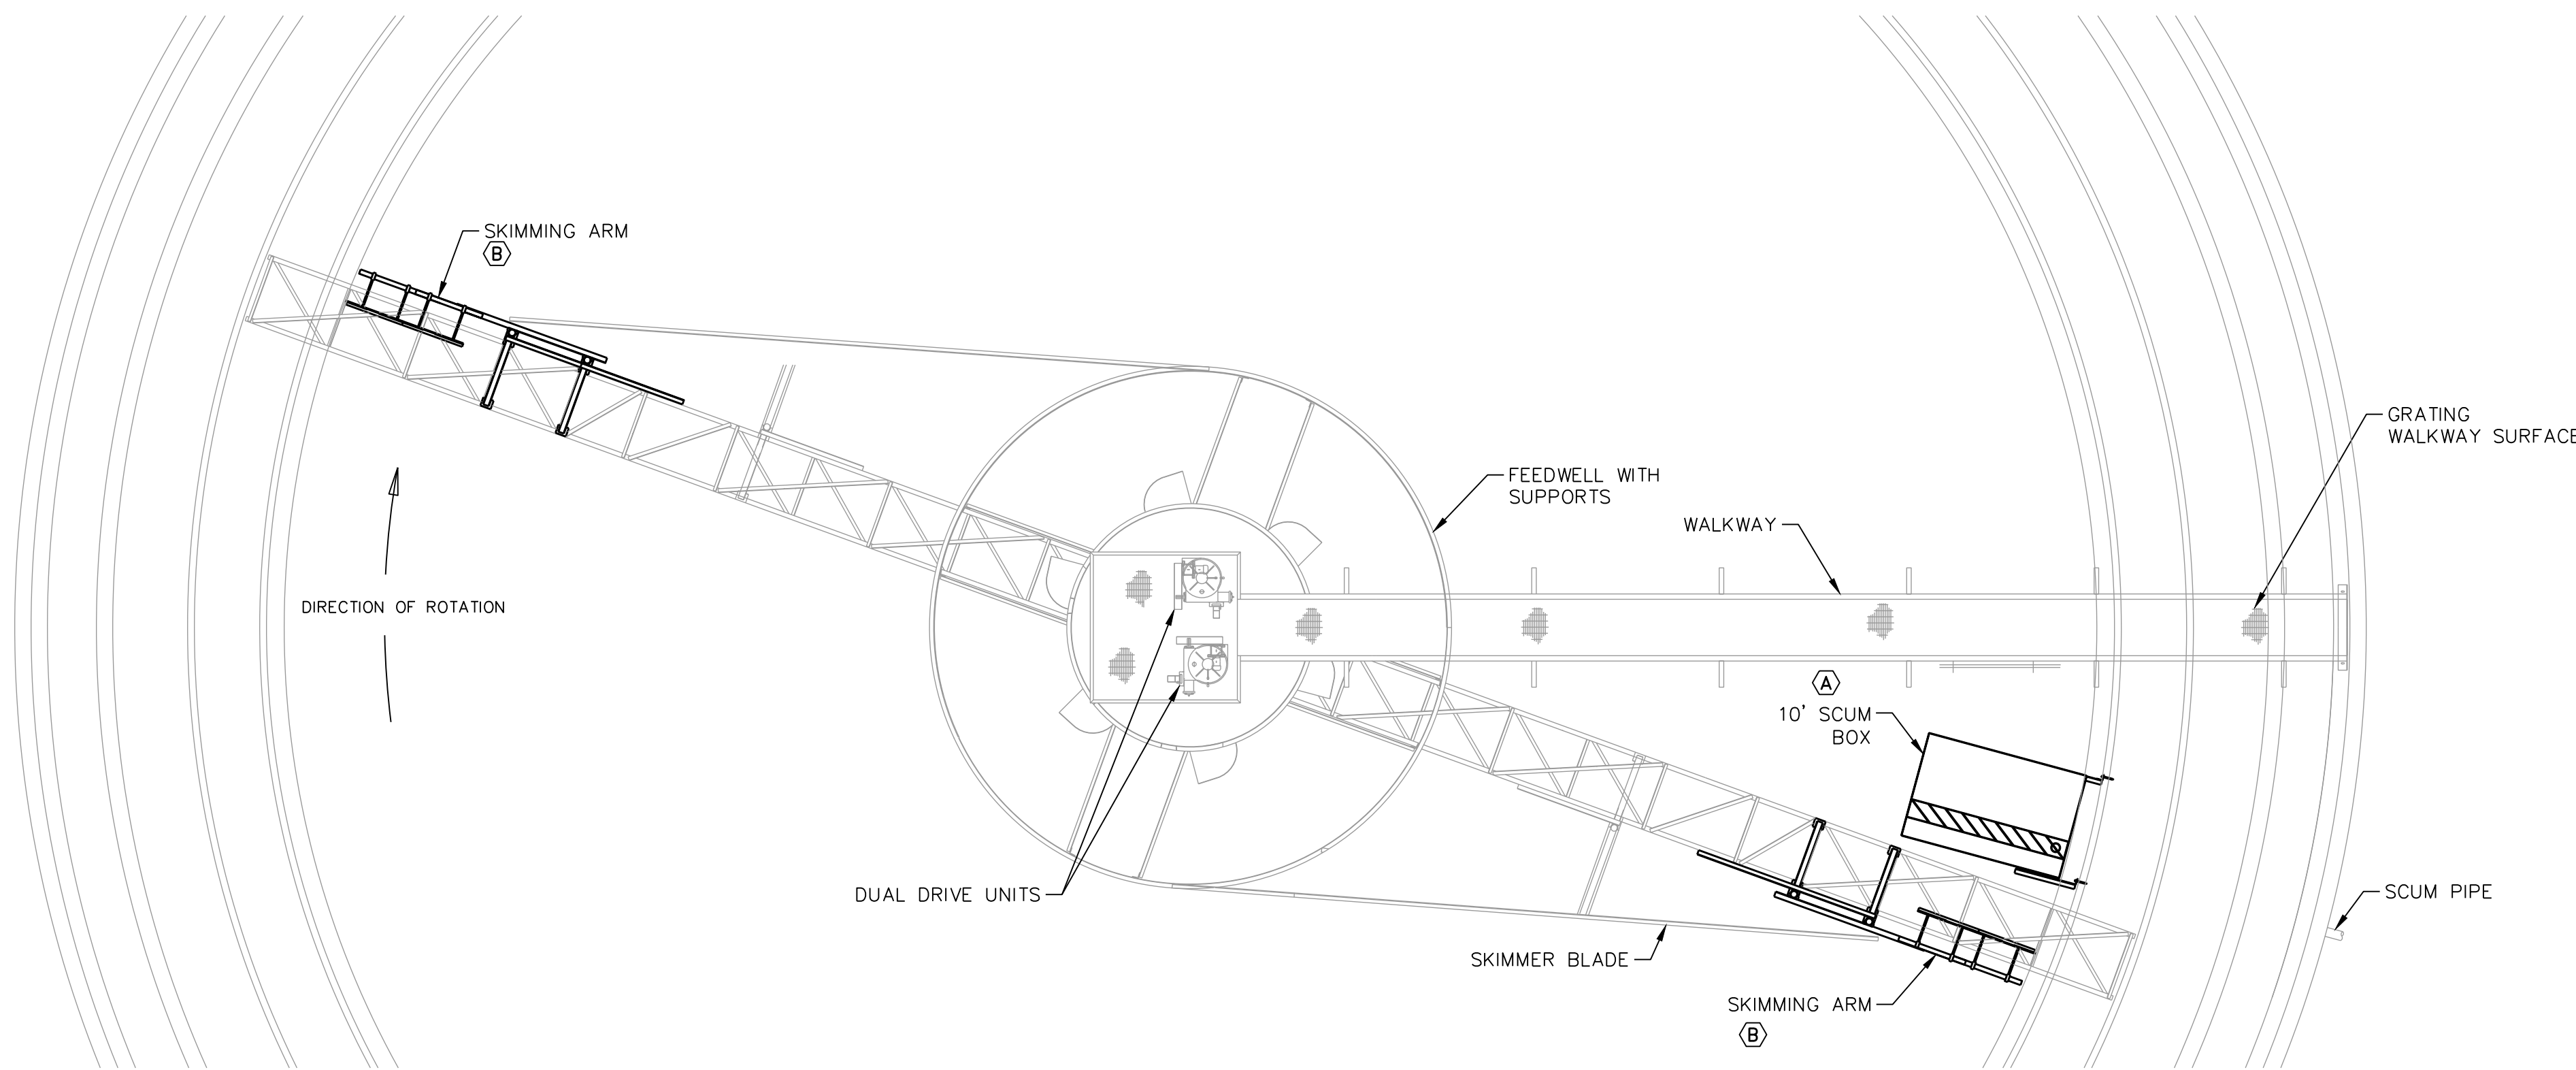 SKIMMING ARM
B
GRATING
WALKWAY SURFACE
FEEDWELL WITH
SUPPORTS
WALKWAY
DIRECTION OF ROTATION
A
10' SCUM
BOX
DUAL DRIVE UNITS
SCUM PIPE
SKIMMER BLADE
SKIMMING ARM
B